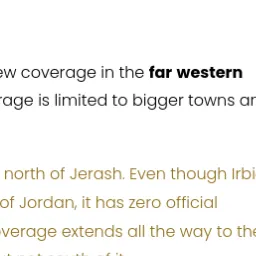 ew coverage in the far western
rage is limited to bigger towns an
north of Jerash. Even though Irbi
of Jordan, it has zero official
overage extends all the way to the